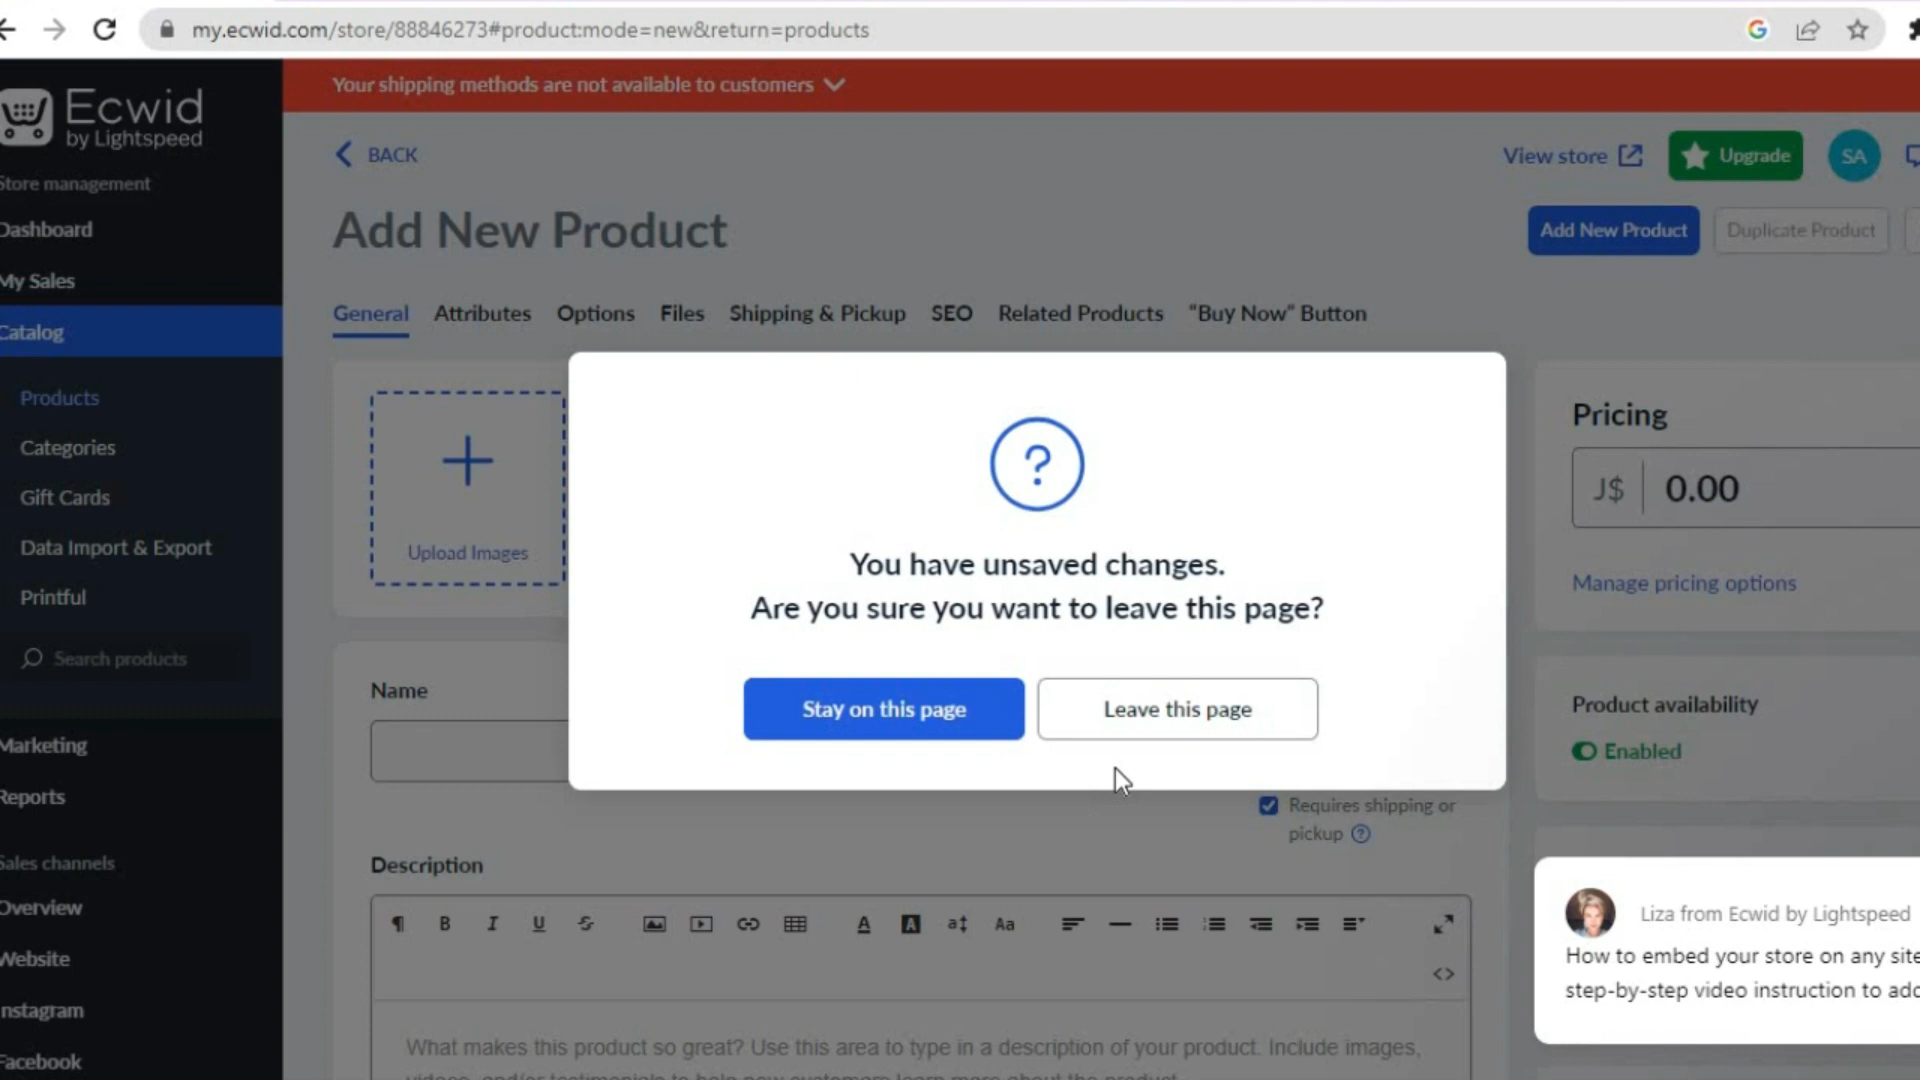 my.ecwid.com/store/88846273#product:mode=new&return=products
Your shipping methods are not available to customers
Ecwid
by Lightspeed
Store management
Dashboard
My Sales
Catalog
Products
Categories
Gift Cards
Data Import & Export
Printful
Search products
Marketing
Reports
Sales channels
Overview
Website
Instagram
Facebook
BACK
View store
Upgrade
SA
Add New Product
Add New Product
Duplicate Product
General
Attributes
Options
Files
Shipping & Pickup
SEO
Related Products
“Buy Now” Button
Upload Images
You have unsaved changes.
Are you sure you want to leave this page?
Stay on this page
Leave this page
Name
Requires shipping or
pickup
Description
What makes this product so great? Use this area to type in a description of your product. Include images,
Pricing
J$ 0.00
Manage pricing options
Product availability
Enabled
Liza from Ecwid by Lightspeed
How to embed your store on any site
step-by-step video instruction to add